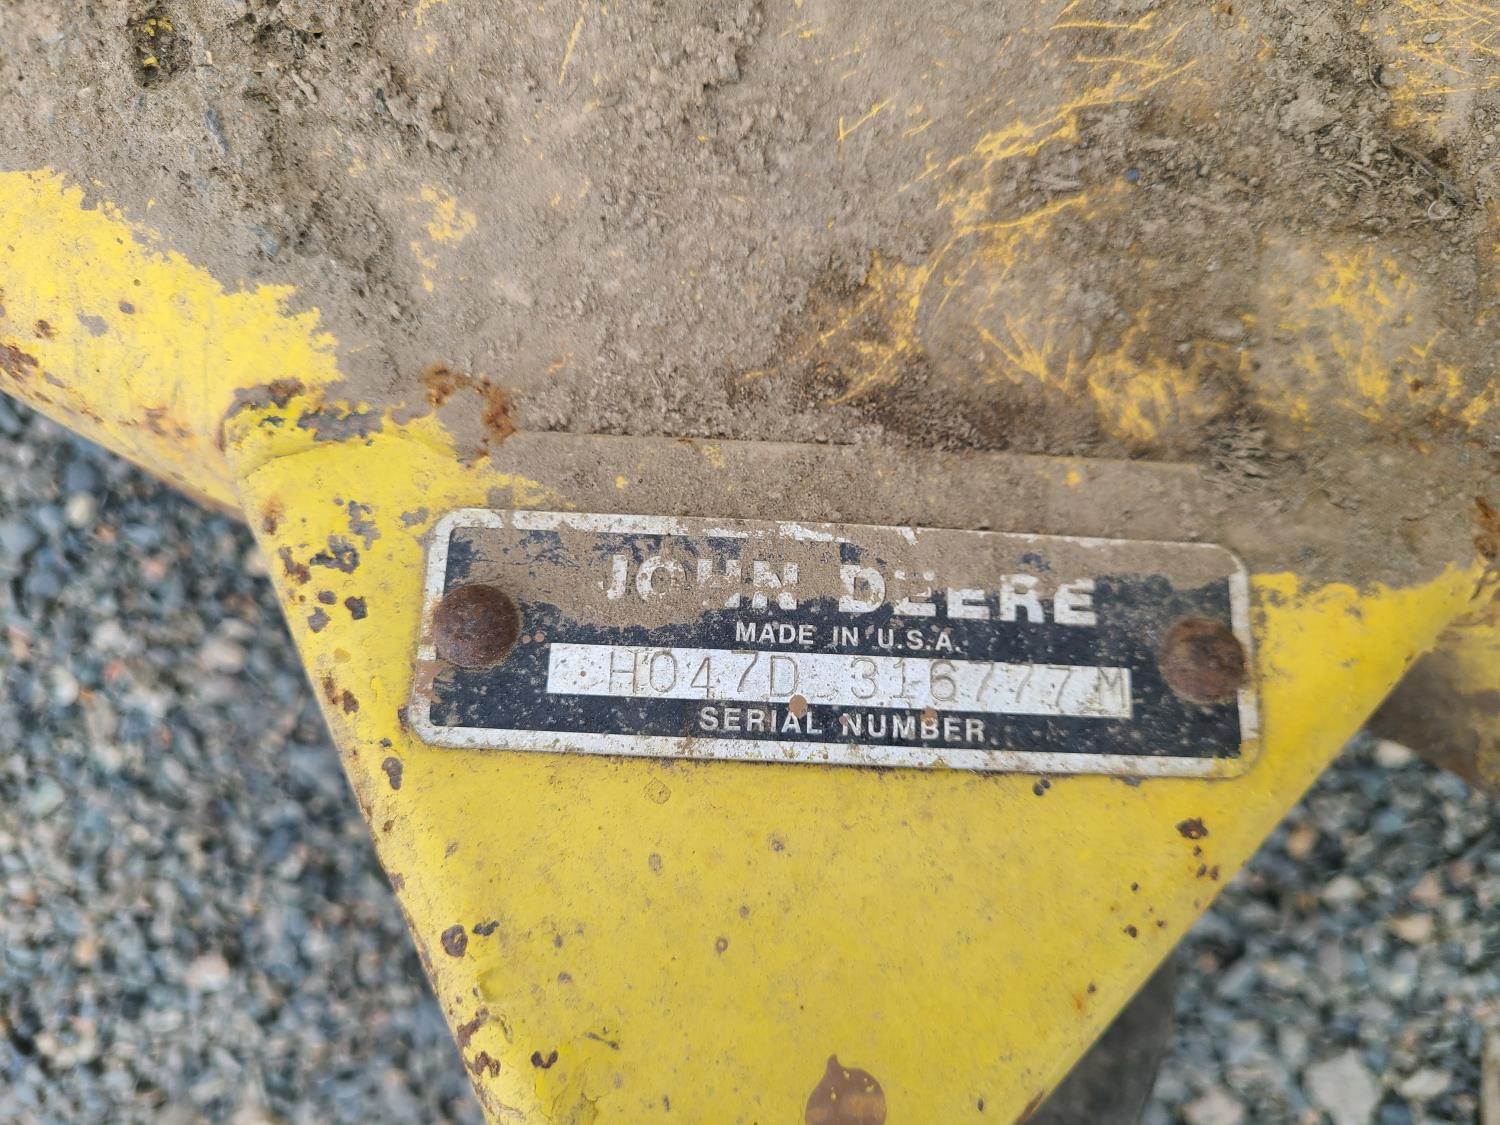 JOHN DEERE
MADE IN U.S.A.
H047D 316777M
SERIAL NUMBER